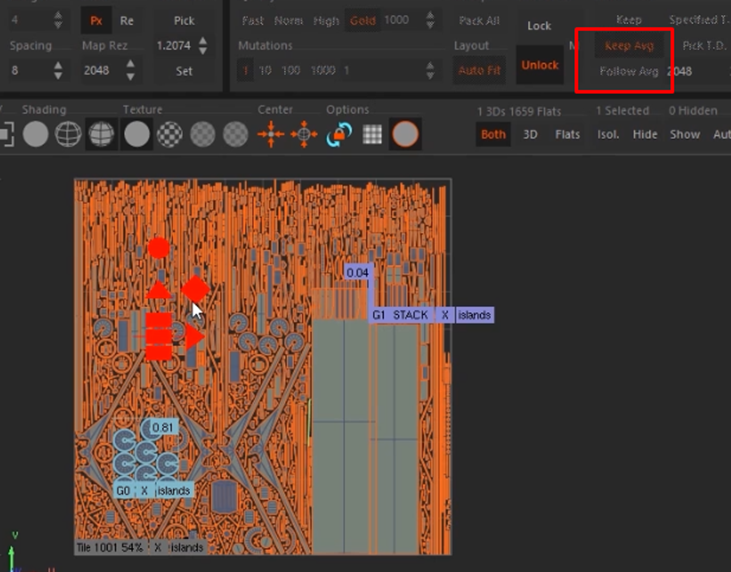 4 Px Re Pick Fast Norm High Gold 1000 Pack All Lock Keep Specified T.
Spacing Map Rez 1.2074 Mutations Layout Keep Avg Pick T.D.
8 2048 Set 1 10 100 1000 1 Auto Fit Unlock Follow Avg 2048
Shading Texture Center Options 1 3Ds 1659 Flats 1 Selected 0 Hidden
Both 3D Flats Isol. Hide Show Aut
0.04
G1 STACK X islands
0.81
G0 X islands
Tile 1001 54% X islands
V